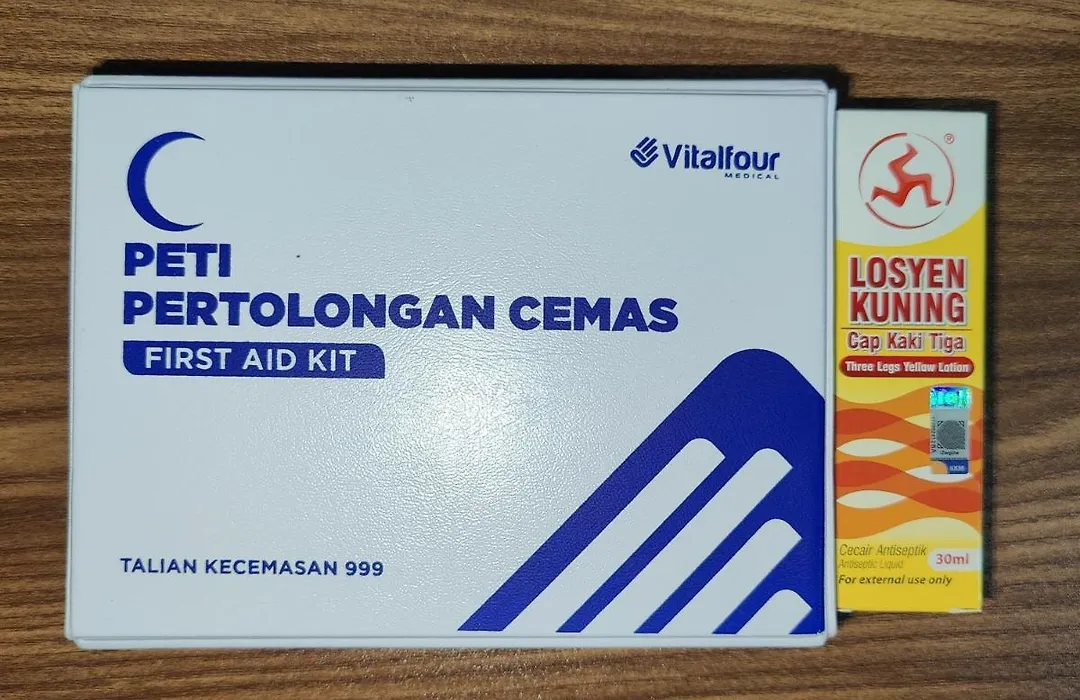 Vitalfour
MEDICAL
PETI
PERTOLONGAN CEMAS
FIRST AID KIT
TALIAN KECEMASAN 999
®
LOSYEN
KUNING
Cap Kaki Tiga
Three Legs Yellow Lotion
KKM
Cecair Antiseptik
Antiseptic Liquid
30ml
For external use only